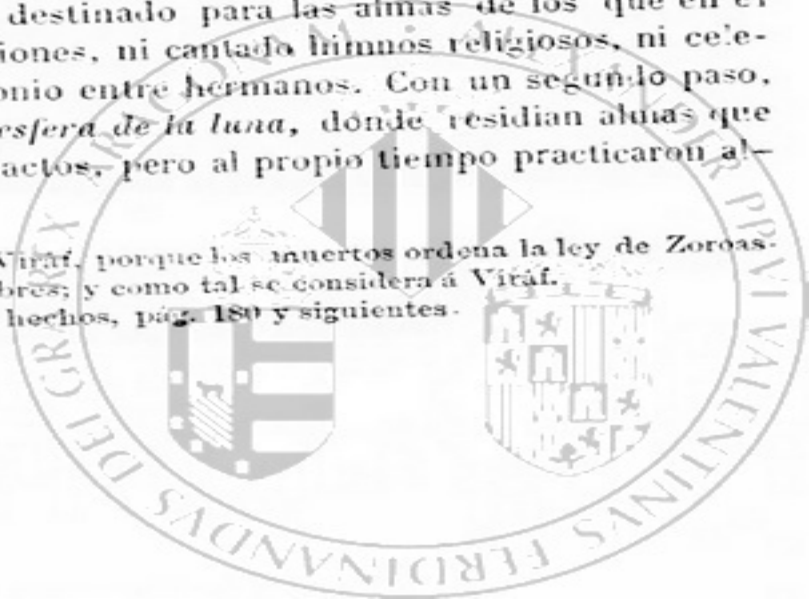 destinado para las almas de los que en el
iones, ni cantado himnos religiosos, ni cele-
onio entre hermanos. Con un segundo paso,
esfera de la luna, donde residian almas que
actos, pero al propio tiempo practicaron al-
Viráf, porque los muertos ordena la ley de Zoroas-
bres; y como tal se considera á Viráf.
hechos, pág. 180 y siguientes.